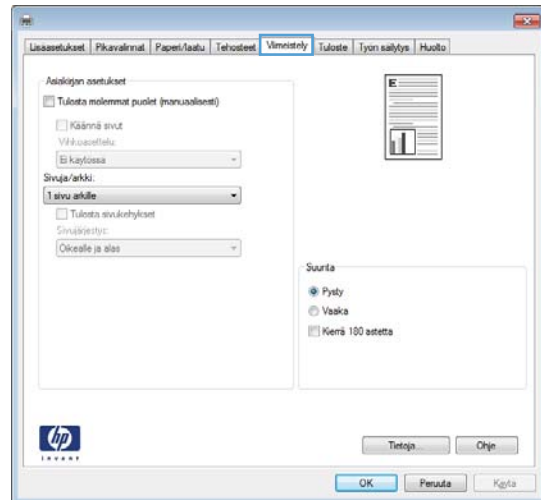 Lisäasetukset Pikavalinnat Paperi/laatu Tehosteet Viimeistely Tuloste Työn säilytys Huolto
Asiakirjan asetukset
Tulosta molemmat puolet (manuaalisesti)
Käännä sivut
Vihkoasettelu:
Ei käytössä
Sivuja/arkki:
1 sivu arkille
Tulosta sivukehykset
Sivujärjestys:
Oikealle ja alas
E
Suunta
Pysty
Vaaka
Kierrä 180 astetta
hp
invent
Tietoja... Ohje
OK Peruuta Käytä